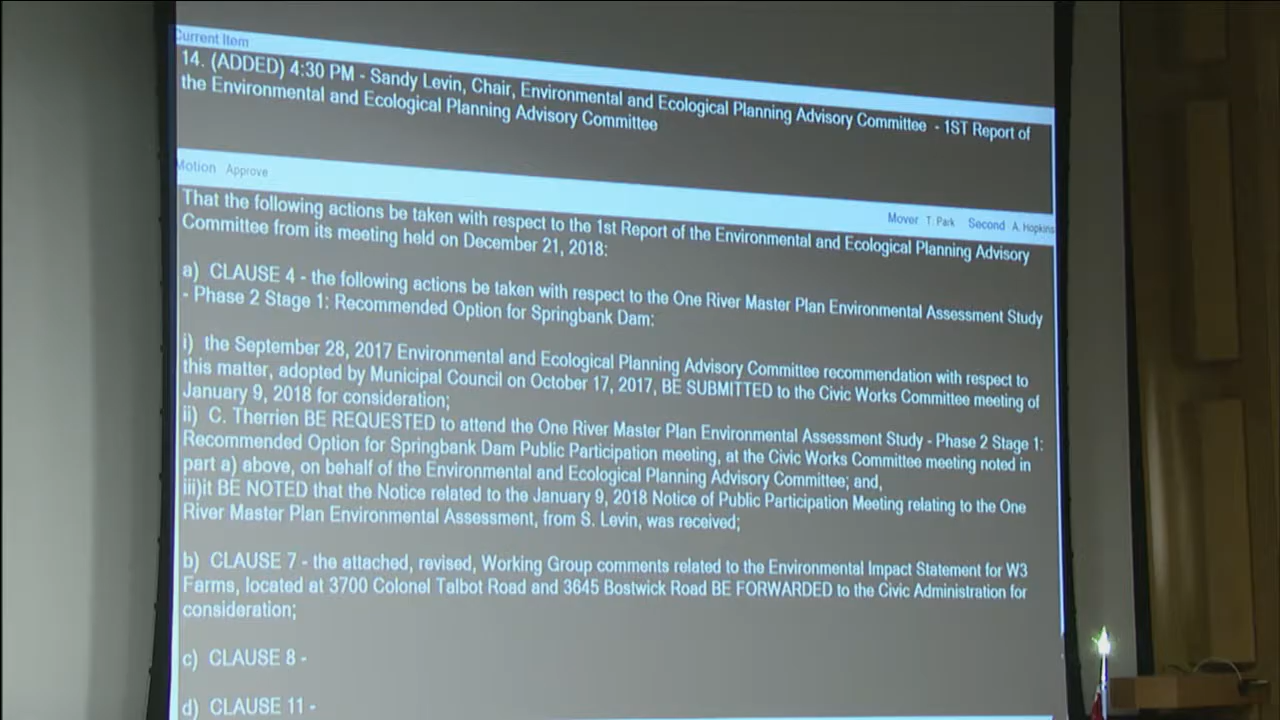 Current Item
14. (ADDED) 4:30 PM - Sandy Levin, Chair, Environmental and Ecological Planning Advisory Committee - 1ST Report of
the Environmental and Ecological Planning Advisory Committee
Motion Approve
Mover T. Park Second A. Hopkins
That the following actions be taken with respect to the 1st Report of the Environmental and Ecological Planning Advisory
Committee from its meeting held on December 21, 2018:
a) CLAUSE 4 - the following actions be taken with respect to the One River Master Plan Environmental Assessment Study
- Phase 2 Stage 1: Recommended Option for Springbank Dam:
i) the September 28, 2017 Environmental and Ecological Planning Advisory Committee recommendation with respect to
this matter, adopted by Municipal Council on October 17, 2017, BE SUBMITTED to the Civic Works Committee meeting of
January 9, 2018 for consideration;
ii) C. Therrien BE REQUESTED to attend the One River Master Plan Environmental Assessment Study - Phase 2 Stage 1:
Recommended Option for Springbank Dam Public Participation meeting, at the Civic Works Committee meeting noted in
part a) above, on behalf of the Environmental and Ecological Planning Advisory Committee; and,
iii)it BE NOTED that the Notice related to the January 9, 2018 Notice of Public Participation Meeting relating to the One
River Master Plan Environmental Assessment, from S. Levin, was received;
b) CLAUSE 7 - the attached, revised, Working Group comments related to the Environmental Impact Statement for W3
Farms, located at 3700 Colonel Talbot Road and 3645 Bostwick Road BE FORWARDED to the Civic Administration for
consideration;
c) CLAUSE 8 -
d) CLAUSE 11 -